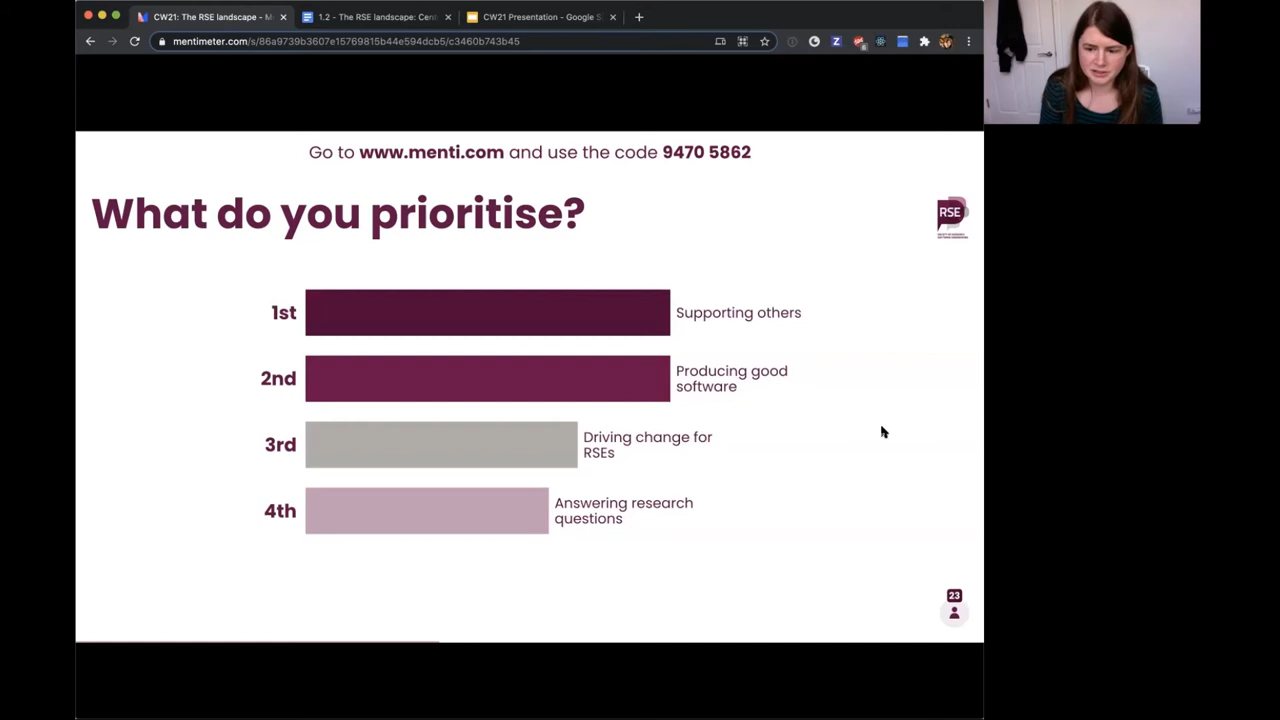 CW21: The RSE landscape - M
1.2 - The RSE landscape: Cent
CW21 Presentation - Google S
mentimeter.com/s/86a9739b3607e15769815b44e594dcb5/c3460b743b45
Go to www.menti.com and use the code 9470 5862
What do you prioritise?
RSE
1st
Supporting others
2nd
Producing good
software
3rd
Driving change for
RSEs
4th
Answering research
questions
23